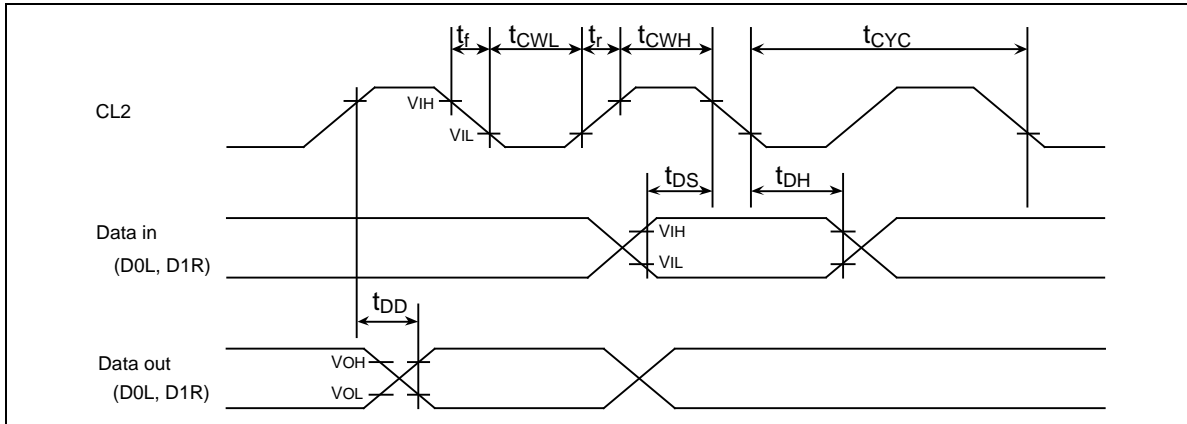 tf tCWL tr tCWH tCYC
CL2
VIH
VIL
tDS tDH
Data in
(D0L, D1R)
VIH
VIL
tDD
Data out
(D0L, D1R)
VOH
VOL